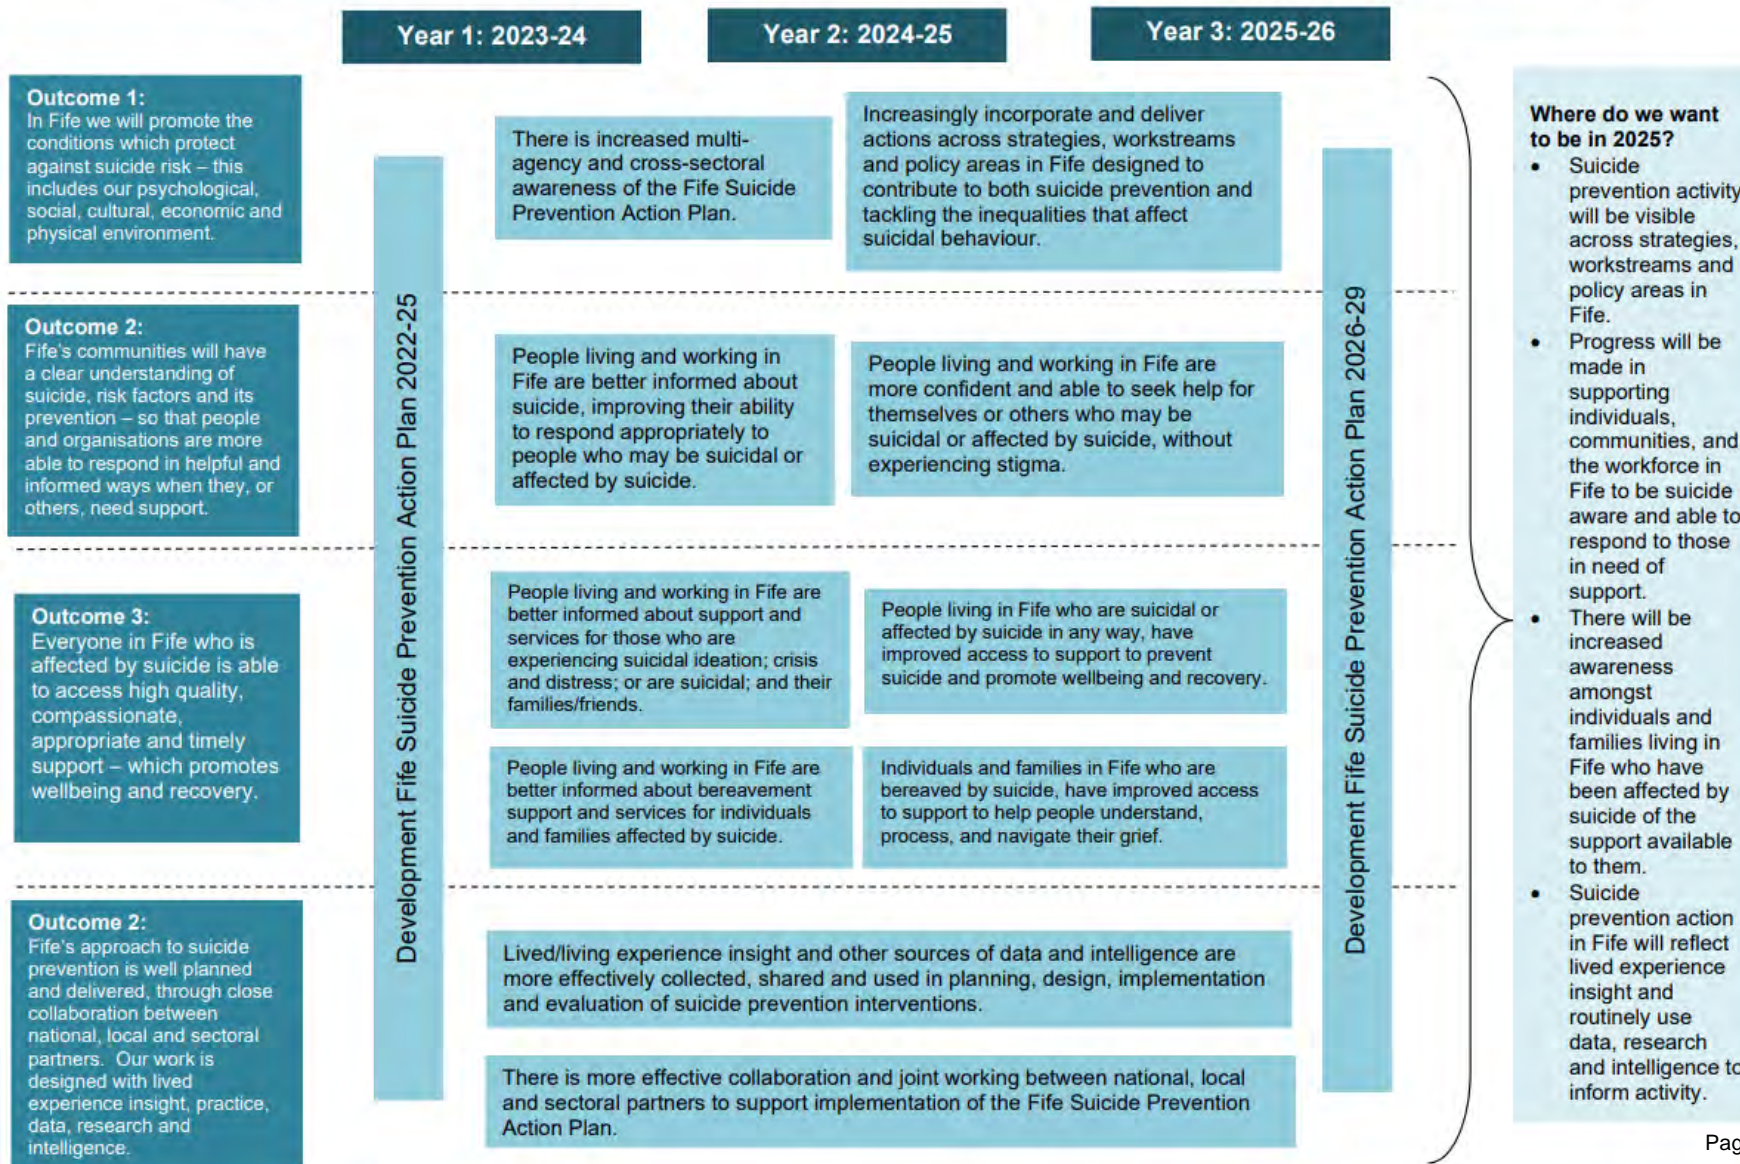 Year 1: 2023-24
Year 2: 2024-25
Year 3: 2025-26
Outcome 1:
In Fife we will promote the
conditions which protect
against suicide risk – this
includes our psychological,
social, cultural, economic and
physical environment.
There is increased multi-
agency and cross-sectoral
awareness of the Fife Suicide
Prevention Action Plan.
Increasingly incorporate and deliver
actions across strategies, workstreams
and policy areas in Fife designed to
contribute to both suicide prevention and
tackling the inequalities that affect
suicidal behaviour.
Outcome 2:
Fife's communities will have
a clear understanding of
suicide, risk factors and its
prevention – so that people
and organisations are more
able to respond in helpful and
informed ways when they, or
others, need support.
People living and working in
Fife are better informed about
suicide, improving their ability
to respond appropriately to
people who may be suicidal or
affected by suicide.
People living and working in Fife are
more confident and able to seek help for
themselves or others who may be
suicidal or affected by suicide, without
experiencing stigma.
Outcome 3:
Everyone in Fife who is
affected by suicide is able
to access high quality,
compassionate,
appropriate and timely
support – which promotes
wellbeing and recovery.
People living and working in Fife are
better informed about support and
services for those who are
experiencing suicidal ideation; crisis
and distress; or are suicidal; and their
families/friends.
People living in Fife who are suicidal or
affected by suicide in any way, have
improved access to support to prevent
suicide and promote wellbeing and recovery.
People living and working in Fife are
better informed about bereavement
support and services for individuals
and families affected by suicide.
Individuals and families in Fife who are
bereaved by suicide, have improved access
to support to help people understand,
process, and navigate their grief.
Outcome 2:
Fife's approach to suicide
prevention is well planned
and delivered, through close
collaboration between
national, local and sectoral
partners. Our work is
designed with lived
experience insight, practice,
data, research and
intelligence.
Lived/living experience insight and other sources of data and intelligence are
more effectively collected, shared and used in planning, design, implementation
and evaluation of suicide prevention interventions.
There is more effective collaboration and joint working between national, local
and sectoral partners to support implementation of the Fife Suicide Prevention
Action Plan.
Development Fife Suicide Prevention Action Plan 2022-25
Development Fife Suicide Prevention Action Plan 2026-29
Where do we want
to be in 2025?
• Suicide
prevention activity
will be visible
across strategies,
workstreams and
policy areas in
Fife.
• Progress will be
made in
supporting
individuals,
communities, and
the workforce in
Fife to be suicide
aware and able to
respond to those
in need of
support.
• There will be
increased
awareness
amongst
individuals and
families living in
Fife who have
been affected by
suicide of the
support available
to them.
• Suicide
prevention action
in Fife will reflect
lived experience
insight and
routinely use
data, research
and intelligence to
inform activity.
Pag